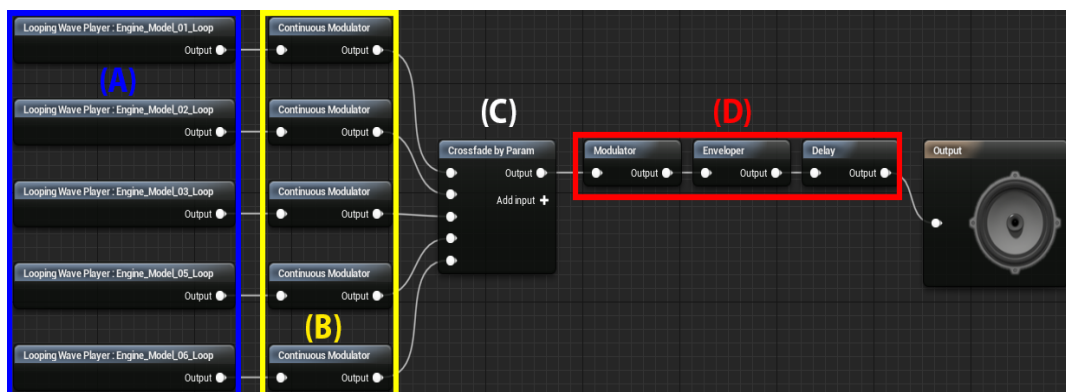 Looping Wave Player : Engine_Model_01_Loop
Output
Continuous Modulator
Output
(A)
Looping Wave Player : Engine_Model_02_Loop
Output
Continuous Modulator
Output
(C)
(D)
Crossfade by Param
Output
Add input
Modulator
Output
Enveloper
Output
Delay
Output
Output
Looping Wave Player : Engine_Model_03_Loop
Output
Continuous Modulator
Output
Looping Wave Player : Engine_Model_05_Loop
Output
Continuous Modulator
Output
(B)
Looping Wave Player : Engine_Model_06_Loop
Output
Continuous Modulator
Output